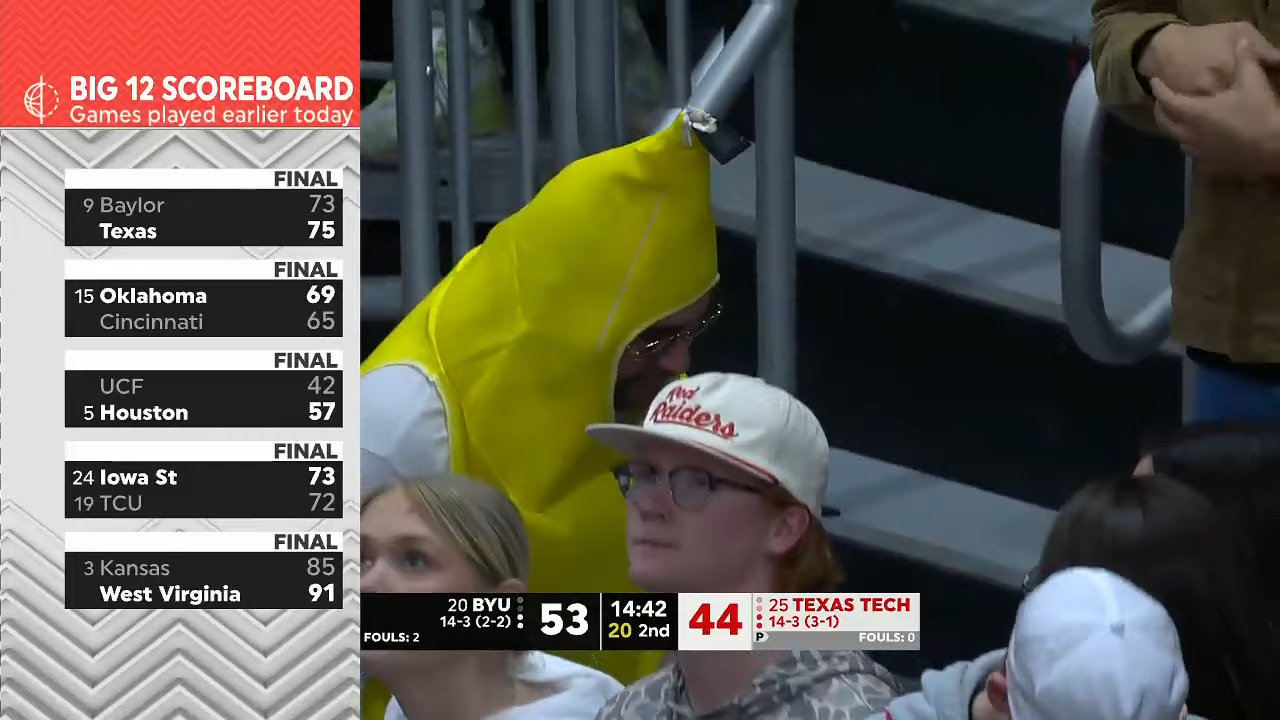 BIG 12 SCOREBOARD
Games played earlier today
FINAL
9 Baylor 73
Texas 75
FINAL
15 Oklahoma 69
Cincinnati 65
FINAL
UCF 42
5 Houston 57
FINAL
24 Iowa St 73
19 TCU 72
FINAL
3 Kansas 85
West Virginia 91
Red
Raiders
20 BYU 53 14:42 44 25 TEXAS TECH
14-3 (2-2) 20 2nd 14-3 (3-1)
FOULS: 2 P FOULS: 0